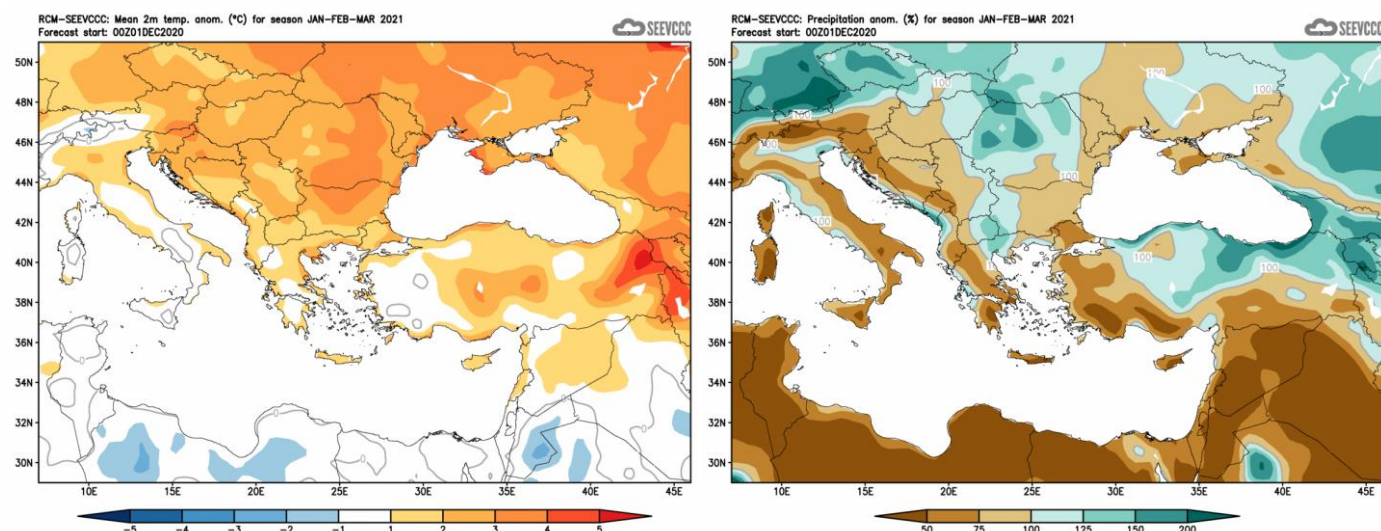 RCM-SEEVCCC: Mean 2m temp. anom. (°C) for season JAN-FEB-MAR 2021
Forecast start: 00Z01DEC2020
SEEVCCC
50N
48N
46N
44N
42N
40N
38N
36N
34N
32N
30N
10E 15E 20E 25E 30E 35E 40E 45E
-5 -4 -3 -2 -1 1 2 3 4 5
RCM-SEEVCCC: Precipitation anom. (%) for season JAN-FEB-MAR 2021
Forecast start: 00Z01DEC2020
SEEVCCC
50N
48N
46N
44N
42N
40N
38N
36N
34N
32N
30N
100
100
100
100
100
100
100
100
10E 15E 20E 25E 30E 35E 40E 45E
50 75 100 125 150 200